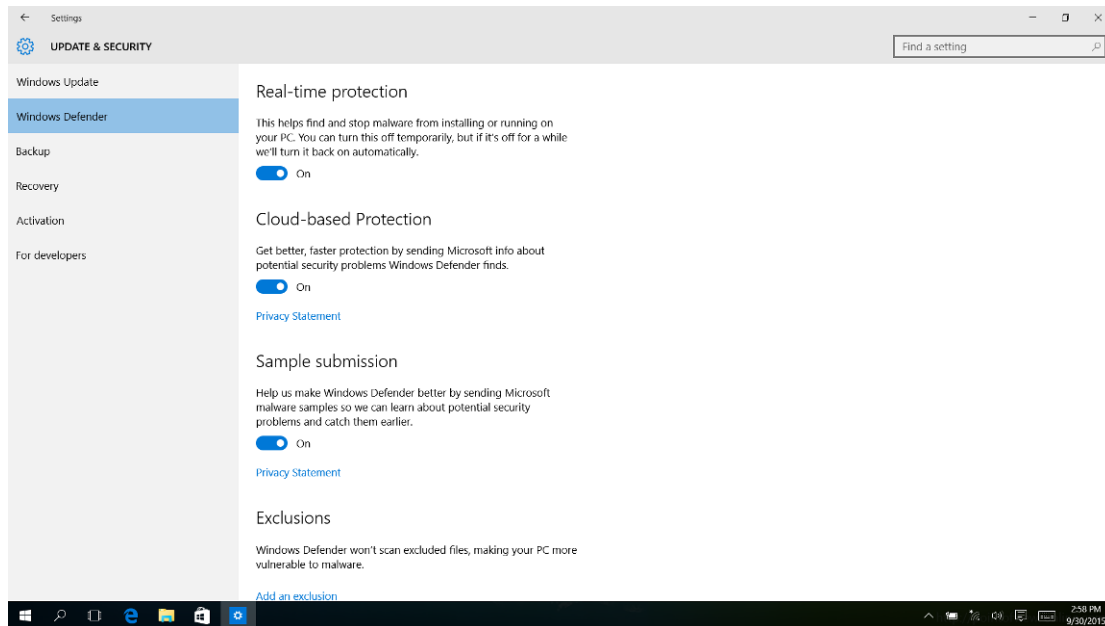 Settings
UPDATE & SECURITY
Find a setting
Windows Update
Windows Defender
Backup
Recovery
Activation
For developers
Real-time protection
This helps find and stop malware from installing or running on
your PC. You can turn this off temporarily, but if it's off for a while
we'll turn it back on automatically.
On
Cloud-based Protection
Get better, faster protection by sending Microsoft info about
potential security problems Windows Defender finds.
On
Privacy Statement
Sample submission
Help us make Windows Defender better by sending Microsoft
malware samples so we can learn about potential security
problems and catch them earlier.
On
Privacy Statement
Exclusions
Windows Defender won't scan excluded files, making your PC more
vulnerable to malware.
Add an exclusion
2:58 PM
9/30/2015